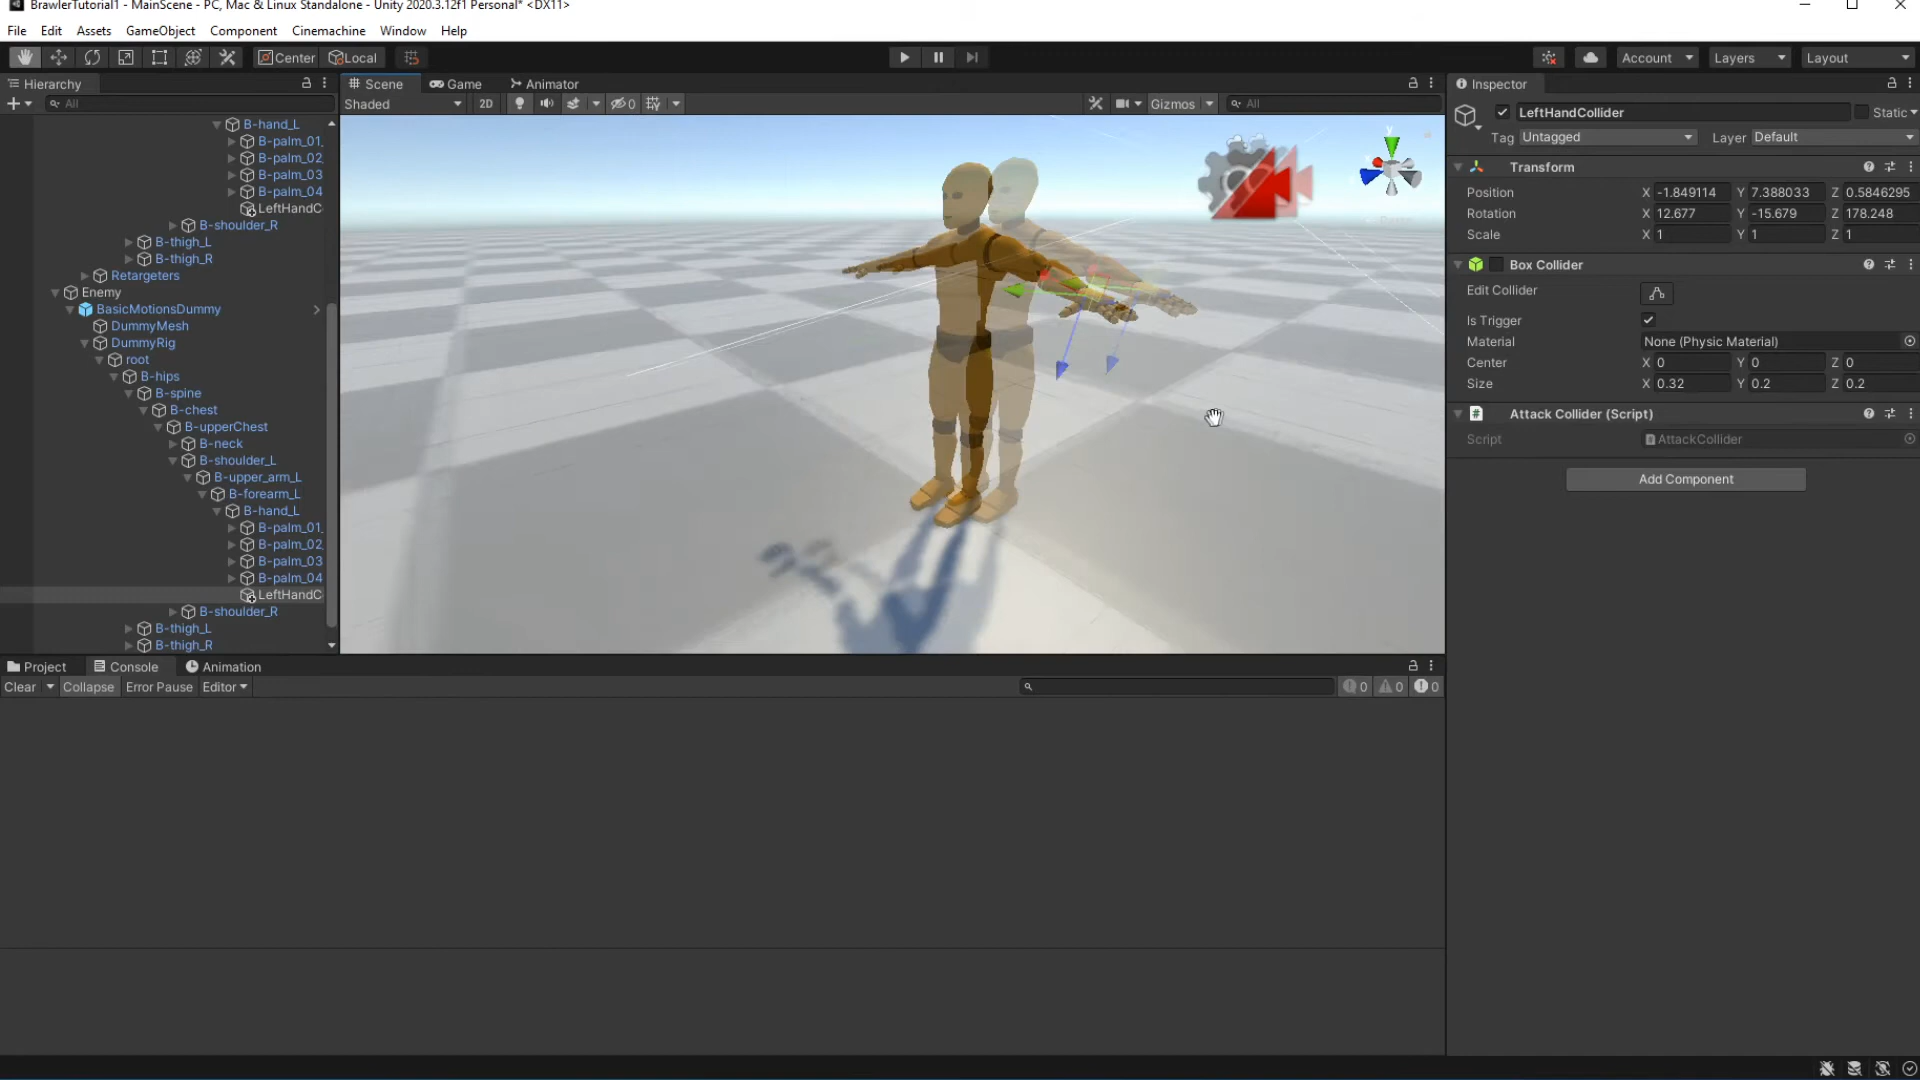 BrawlerTutorial1 - MainScene - PC, Mac & Linux Standalone - Unity 2020.3.12f1 Personal* <DX11>
File Edit Assets GameObject Component Cinemachine Window Help
Center Local Account Layers Layout
Hierarchy
All
B-hand_L
B-palm_01_
B-palm_02
B-palm_03
B-palm_04
LeftHandC
B-shoulder_R
B-thigh_L
B-thigh_R
Retargeters
Enemy
BasicMotionsDummy
DummyMesh
DummyRig
root
B-hips
B-spine
B-chest
B-upperChest
B-neck
B-shoulder_L
B-upper_arm_L
B-forearm_L
B-hand_L
B-palm_01_
B-palm_02
B-palm_03
B-palm_04
LeftHandC
B-shoulder_R
B-thigh_L
B-thigh_R
Scene Game Animator
Shaded 2D 0 Gizmos All
y
Inspector
LeftHandCollider Static
Tag Untagged Layer Default
Transform
Position X -1.849114 Y 7.388033 Z 0.5846295
Rotation X 12.677 Y -15.679 Z 178.248
Scale X 1 Y 1 Z 1
Box Collider
Edit Collider
Is Trigger
Material None (Physic Material)
Center X 0 Y 0 Z 0
Size X 0.32 Y 0.2 Z 0.2
# Attack Collider (Script)
Script AttackCollider
Add Component
Project Console Animation
Clear Collapse Error Pause Editor 0 0 0